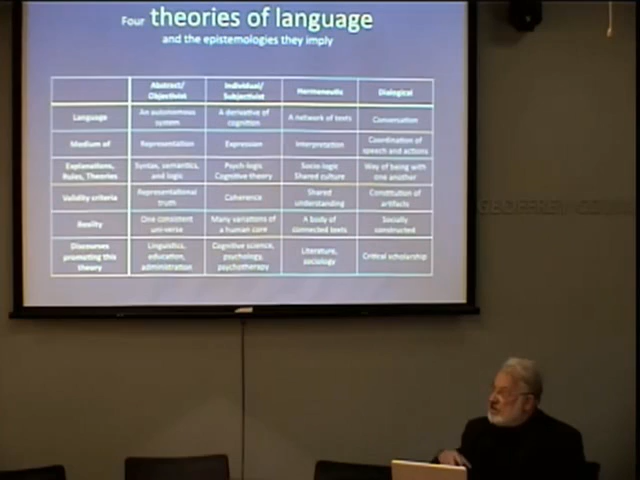 Four theories of language
and the epistemologies they imply
Abstract/ Objectivist Individual/ Subjectivist Hermeneutic Dialogical
Language An autonomous system A derivative of cognition A network of texts Conversation
Medium of Representation Expression Interpretation Coordination of speech and actions
Explanations, Rules, Theories Syntax, semantics, and logic Psych-logic Cognitive theory Socio-logic Shared culture Way of being with one another
Validity criteria Representational truth Coherence Shared understanding Constitution of artifacts
Reality One consistent uni-verse Many variations of a human core A body of connected texts Socially constructed
Discourses promoting this theory Linguistics, education, administration Cognitive science, psychology, psychotherapy Literature, sociology Critical scholarship
GEOFFREY